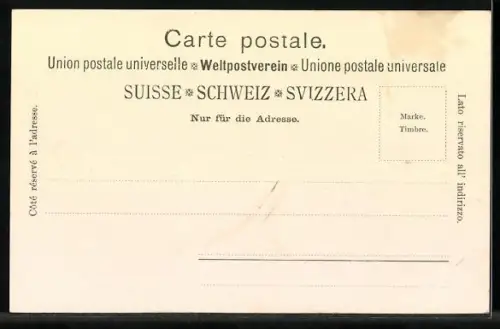 Carte postale.
Union postale universelle ※ Weltpostverein ※ Unione postale universale
SUISSE ※ SCHWEIZ ※ SVIZZERA
Nur für die Adresse.
Marke.
Timbre.
Côté réservé à l'adresse.
Lato riservato all' indirizzo.